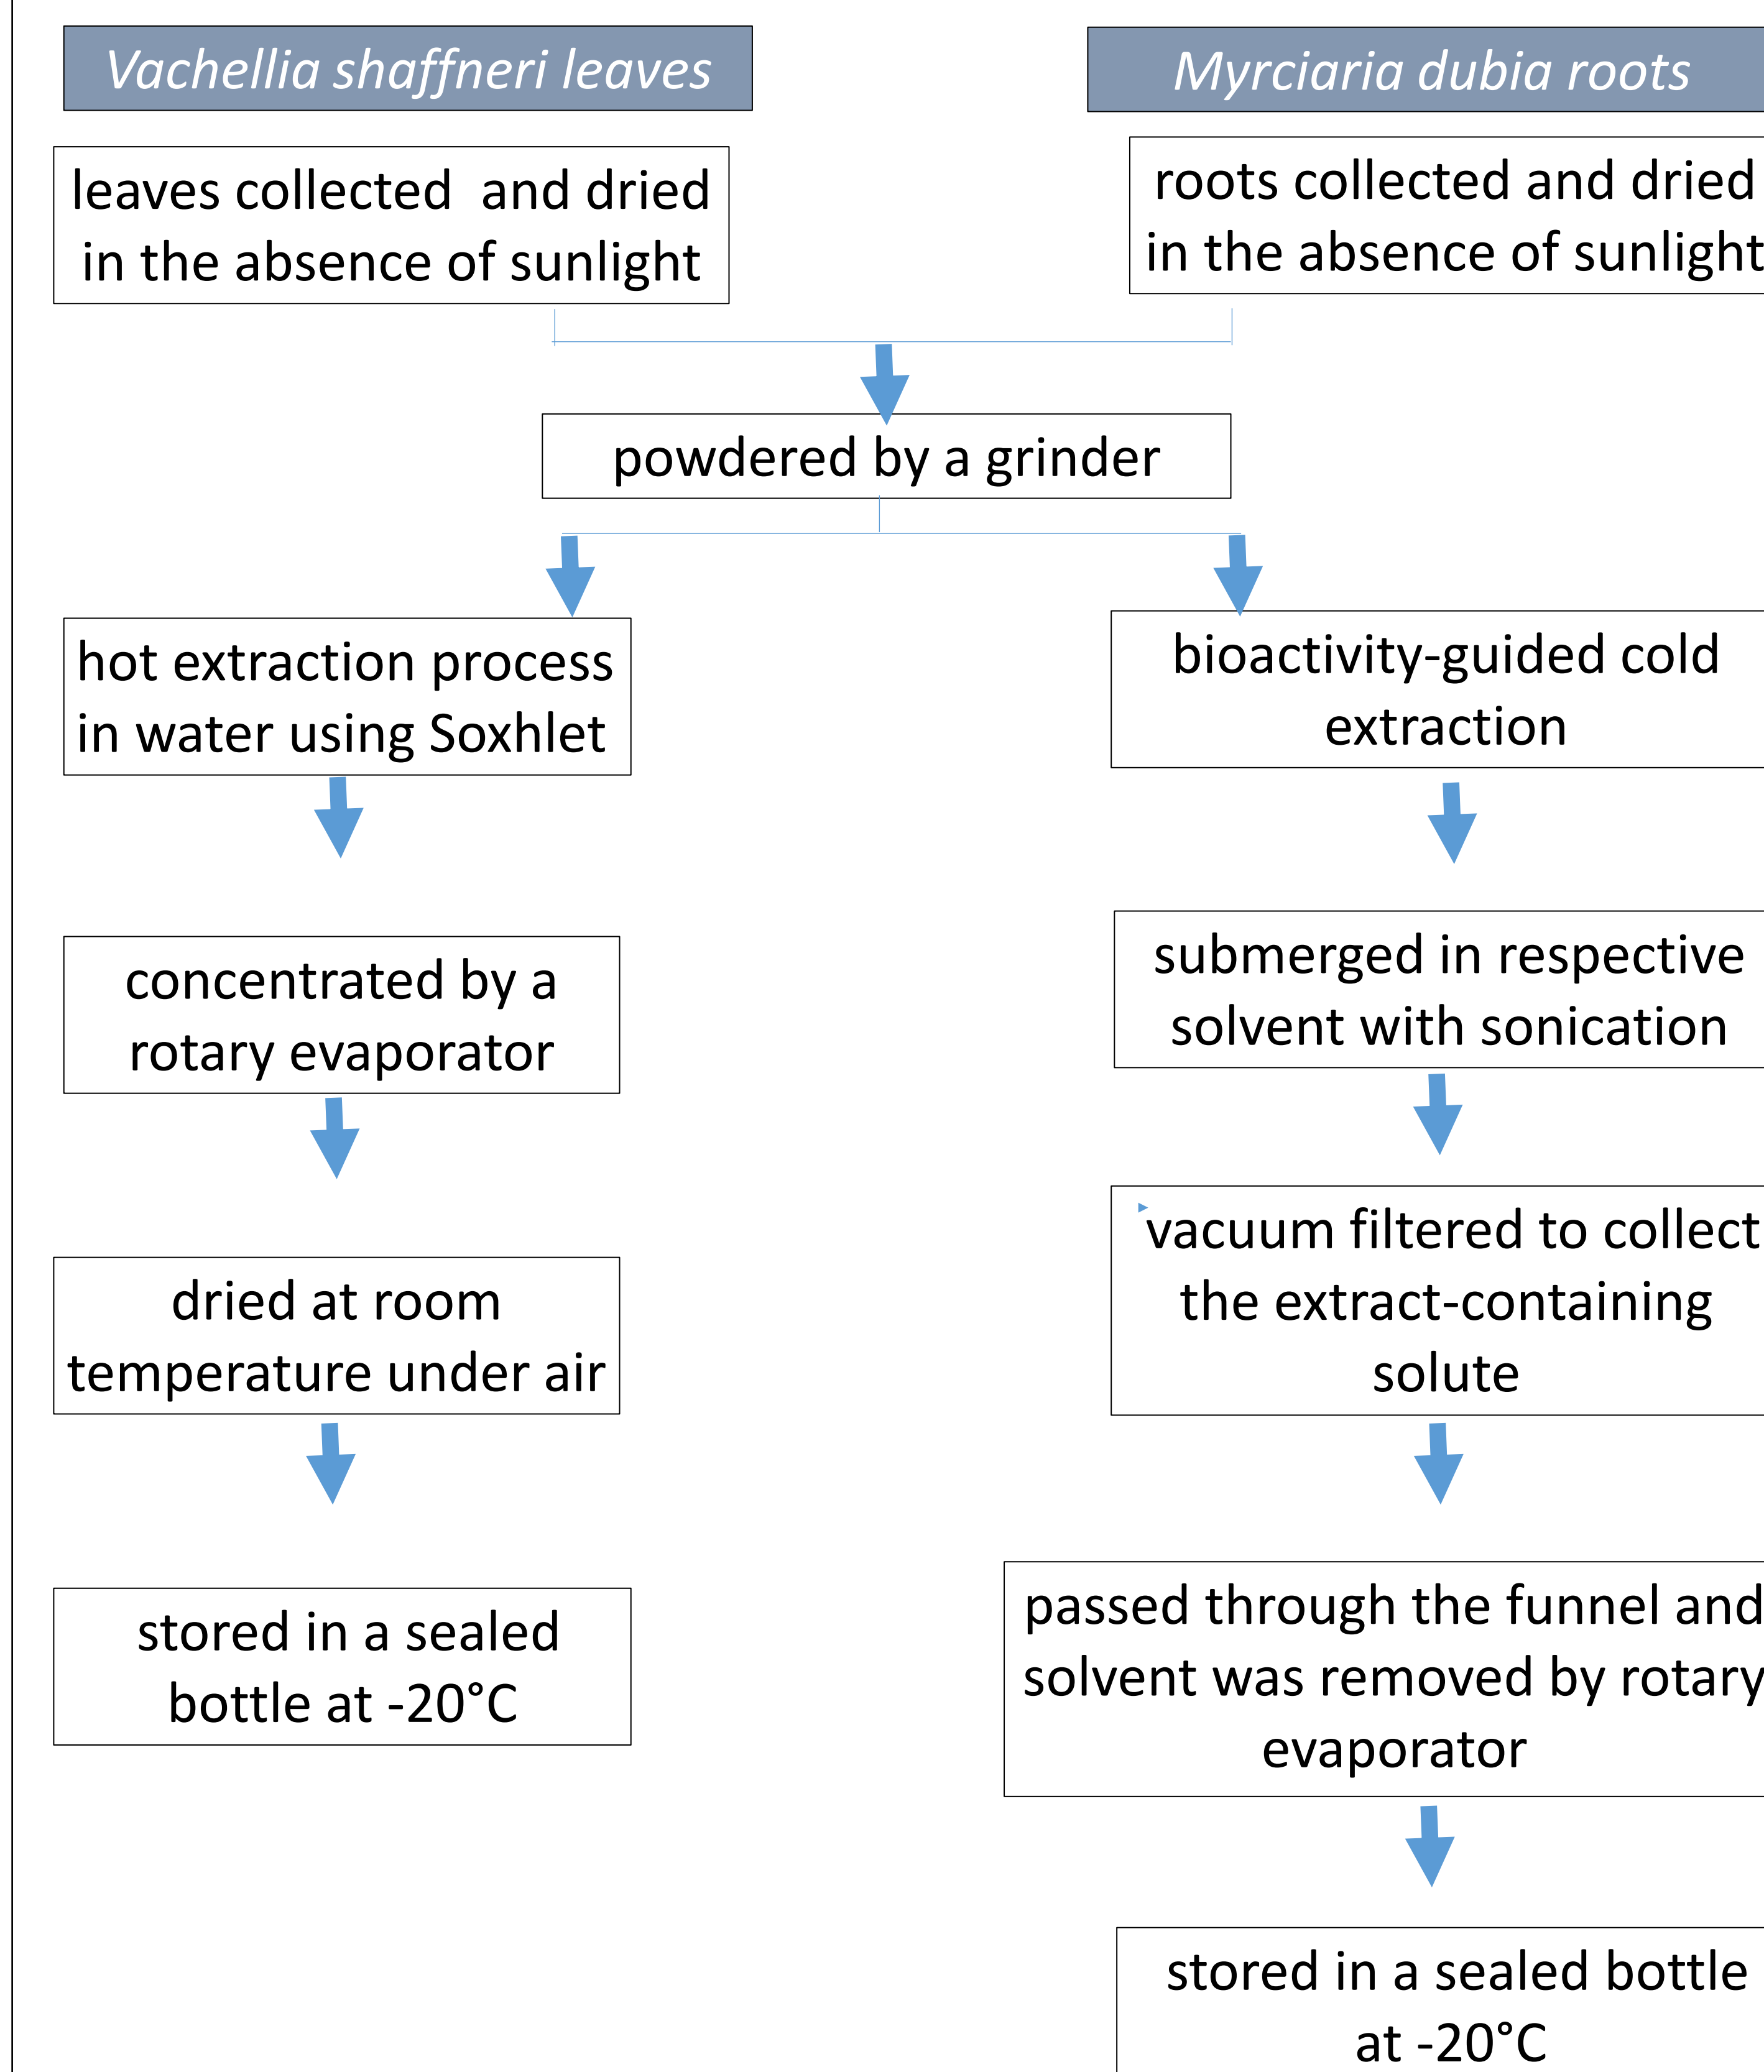 Vachellia shaffneri leaves
Myrciaria dubia roots
leaves collected and dried
in the absence of sunlight
roots collected and dried
in the absence of sunlight
powdered by a grinder
hot extraction process
in water using Soxhlet
concentrated by a
rotary evaporator
dried at room
temperature under air
stored in a sealed
bottle at -20°C
bioactivity-guided cold
extraction
submerged in respective
solvent with sonication
vacuum filtered to collect
the extract-containing
solute
passed through the funnel and
solvent was removed by rotary
evaporator
stored in a sealed bottle
at -20°C